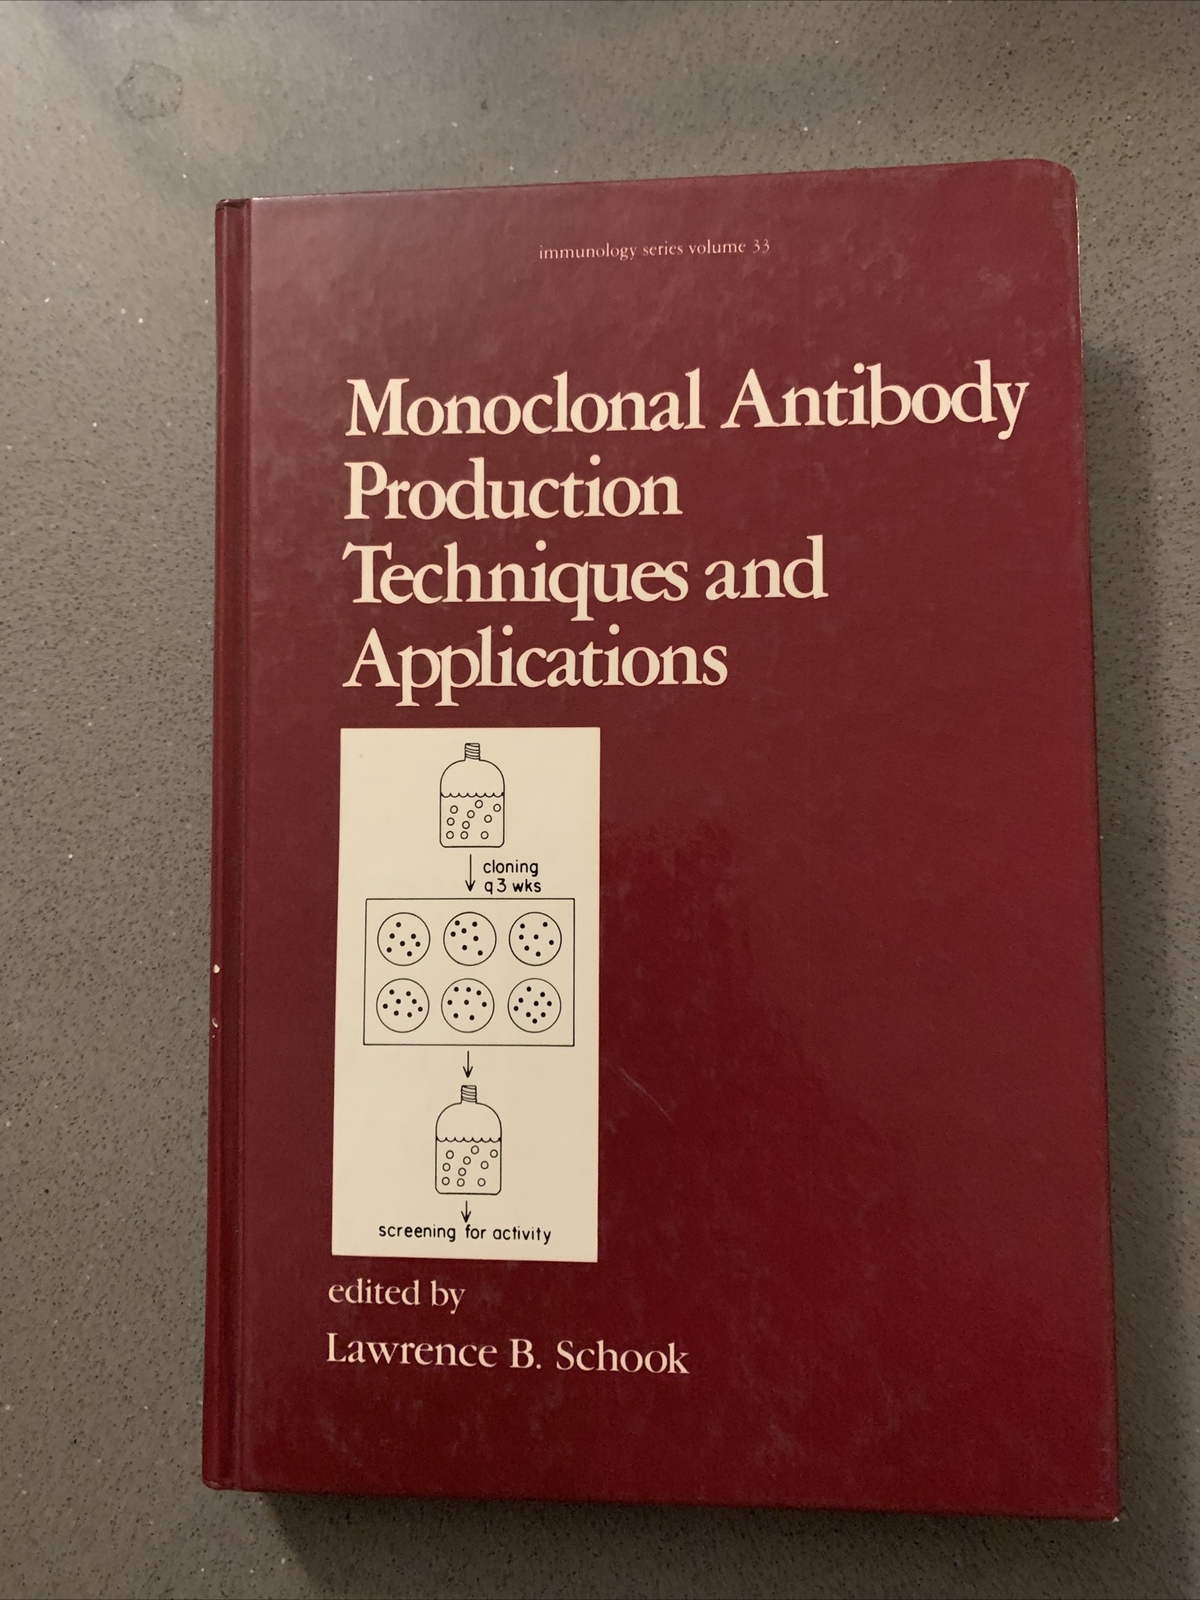 immunology series volume 33
Monoclonal Antibody
Production
Techniques and
Applications
cloning
q 3 wks
screening for activity
edited by
Lawrence B. Schook